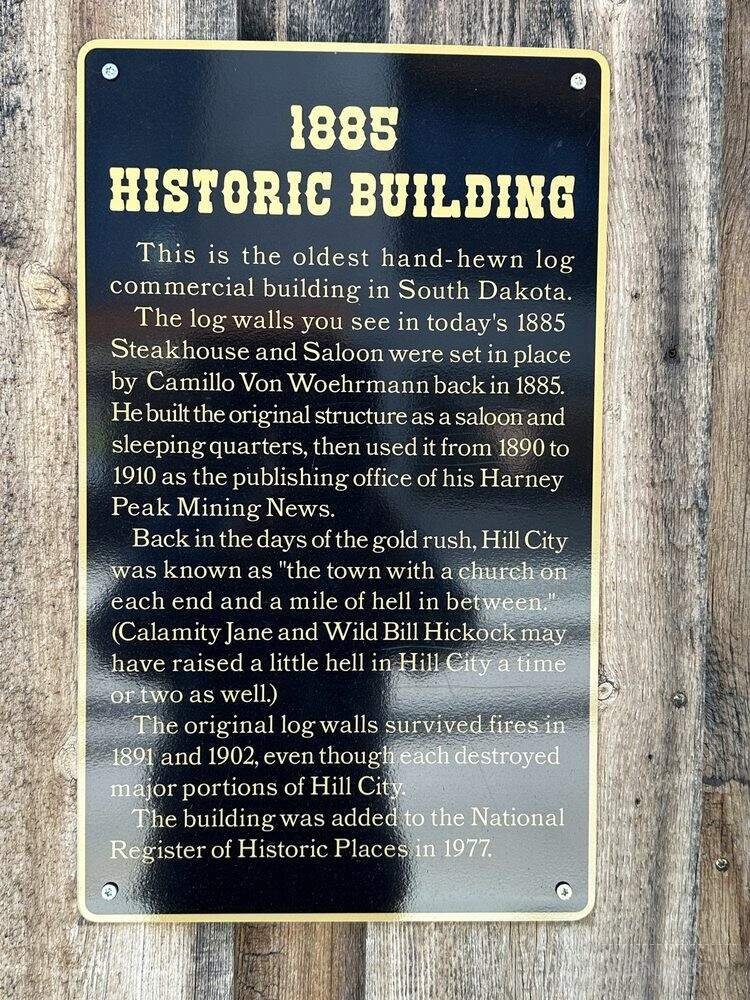 1885
HISTORIC BUILDING
This is the oldest hand-hewn log
commercial building in South Dakota.
The log walls you see in today's 1885
Steakhouse and Saloon were set in place
by Camillo Von Woehrmann back in 1885.
He built the original structure as a saloon and
sleeping quarters, then used it from 1890 to
1910 as the publishing office of his Harney
Peak Mining News.
Back in the days of the gold rush, Hill City
was known as "the town with a church on
each end and a mile of hell in between."
(Calamity Jane and Wild Bill Hickock may
have raised a little hell in Hill City a time
or two as well.)
The original log walls survived fires in
1891 and 1902, even though each destroyed
major portions of Hill City.
The building was added to the National
Register of Historic Places in 1977.